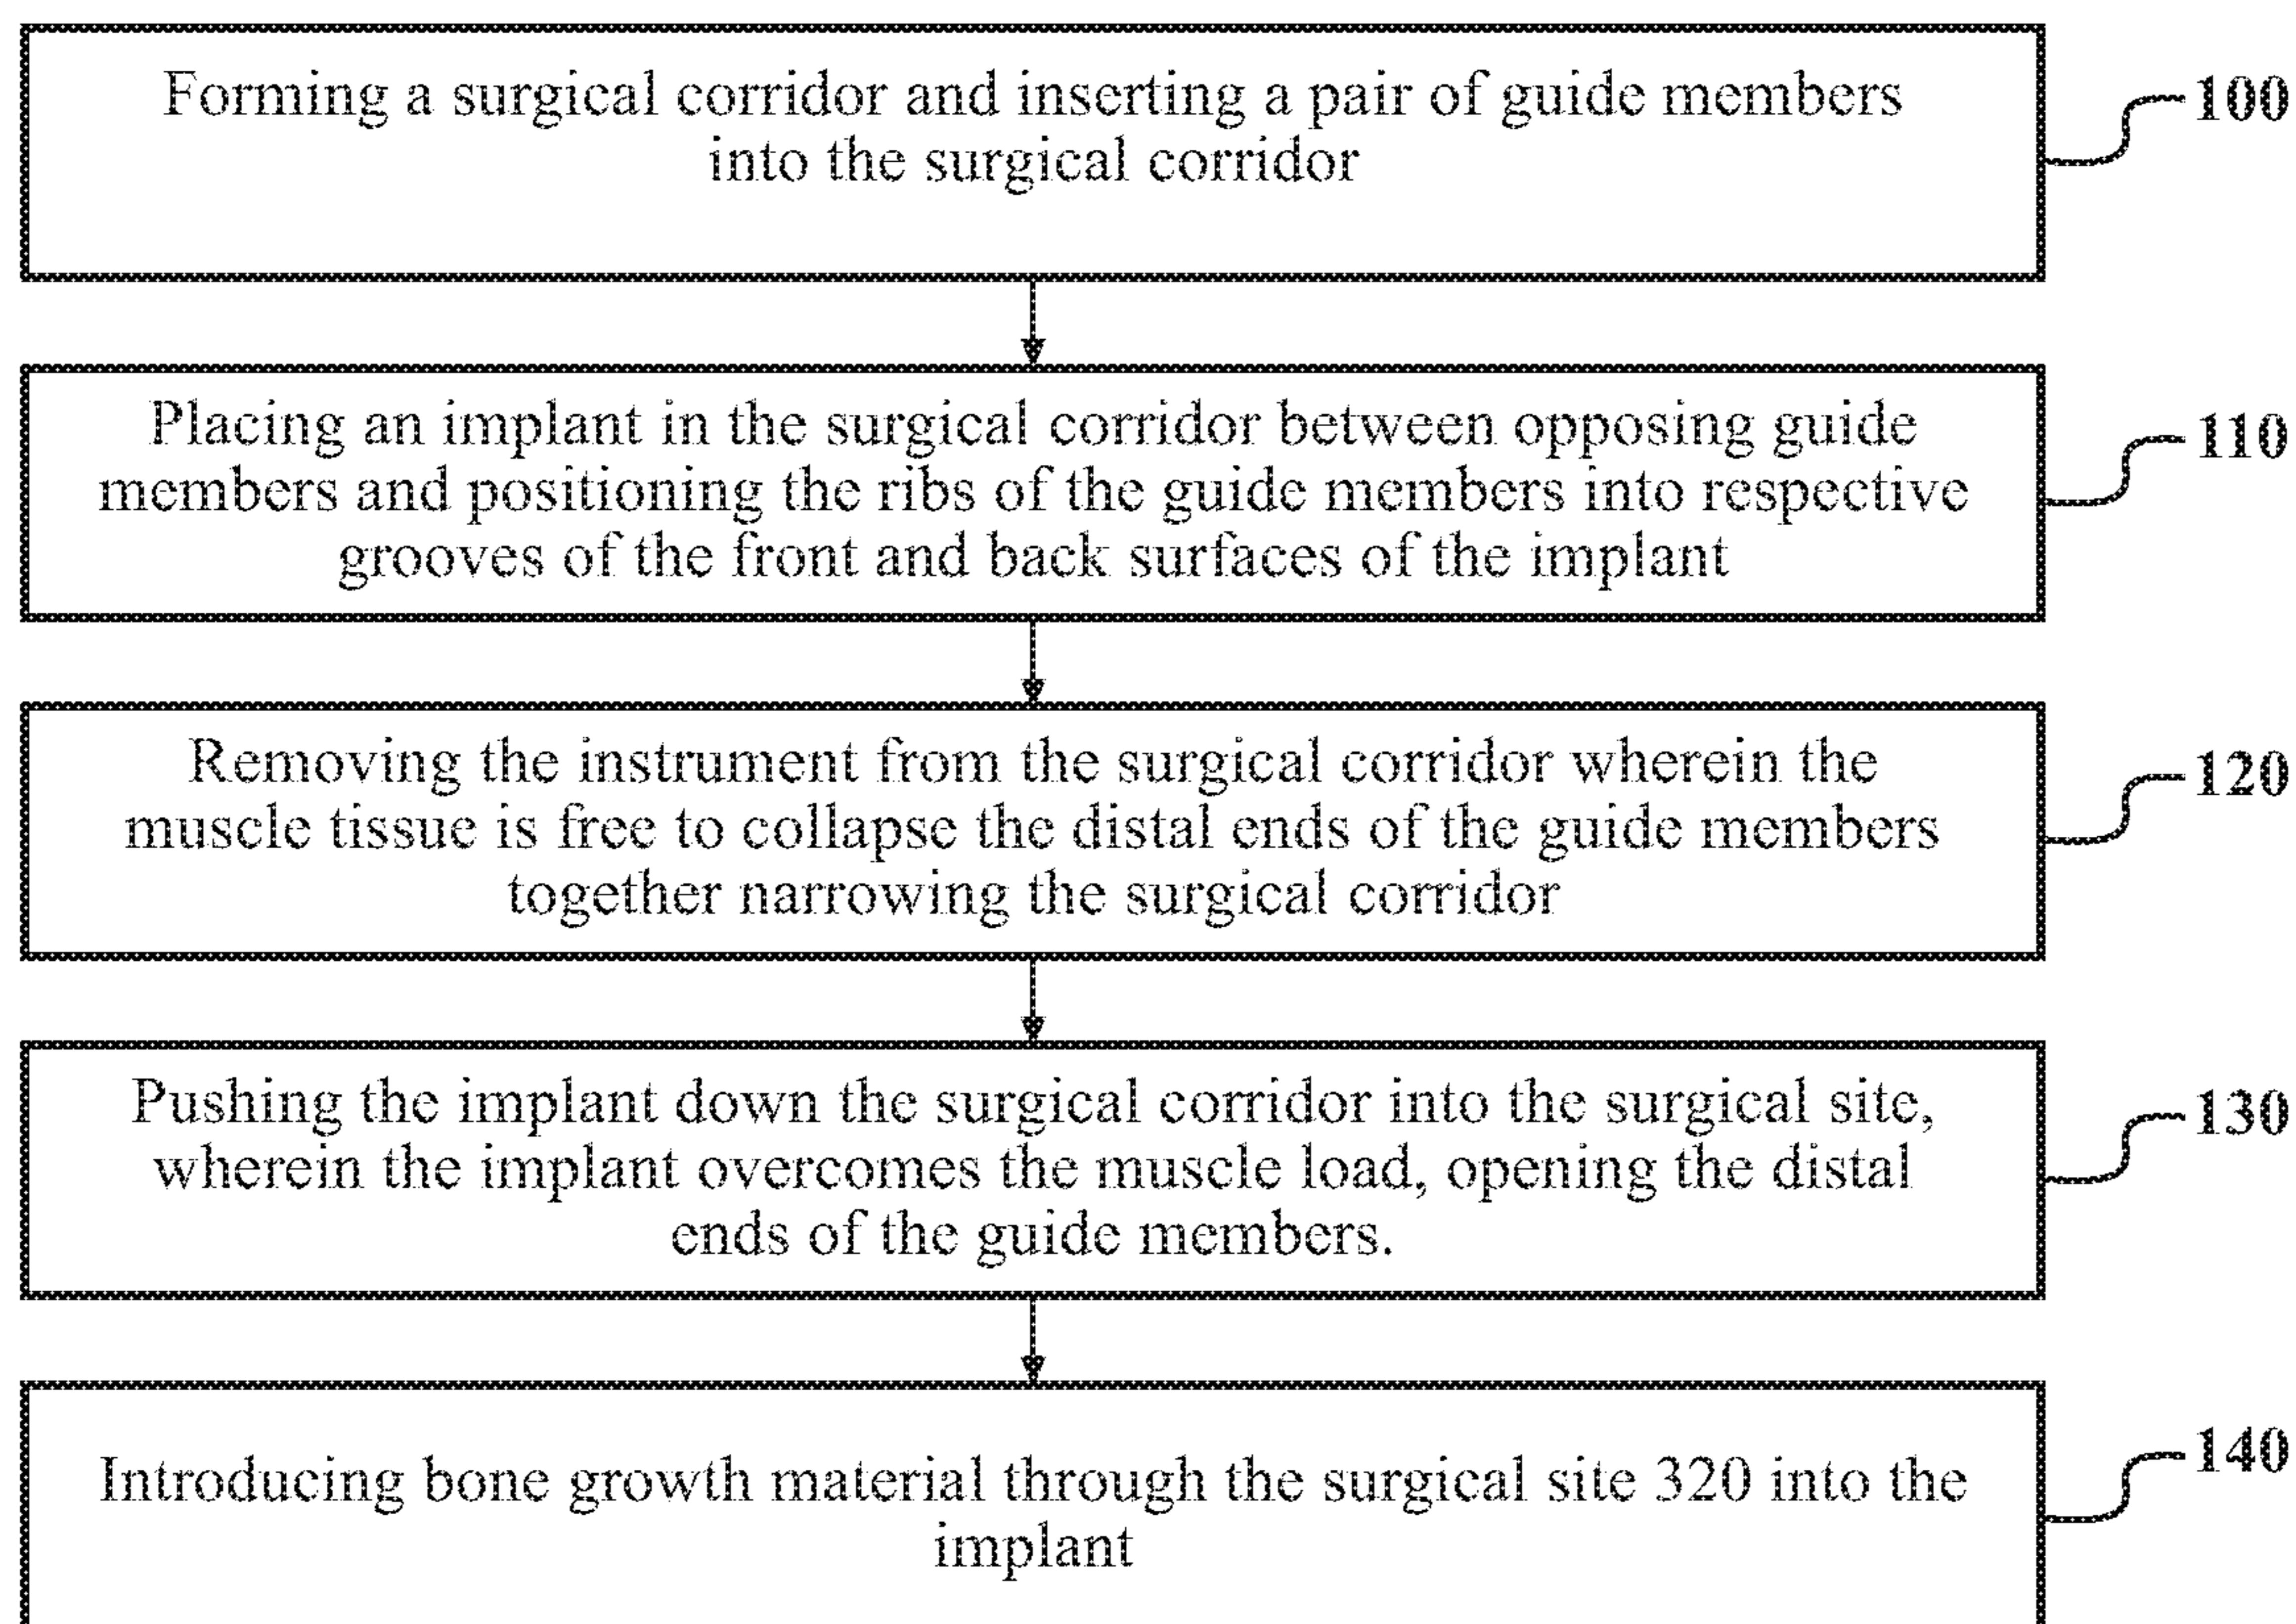 Forming a surgical corridor and inserting a pair of guide members
into the surgical corridor
100
Placing an implant in the surgical corridor between opposing guide
members and positioning the ribs of the guide members into respective
grooves of the front and back surfaces of the implant
110
Removing the instrument from the surgical corridor wherein the
muscle tissue is free to collapse the distal ends of the guide members
together narrowing the surgical corridor
120
Pushing the implant down the surgical corridor into the surgical site,
wherein the implant overcomes the muscle load, opening the distal
ends of the guide members.
130
Introducing bone growth material through the surgical site 320 into the
implant
140